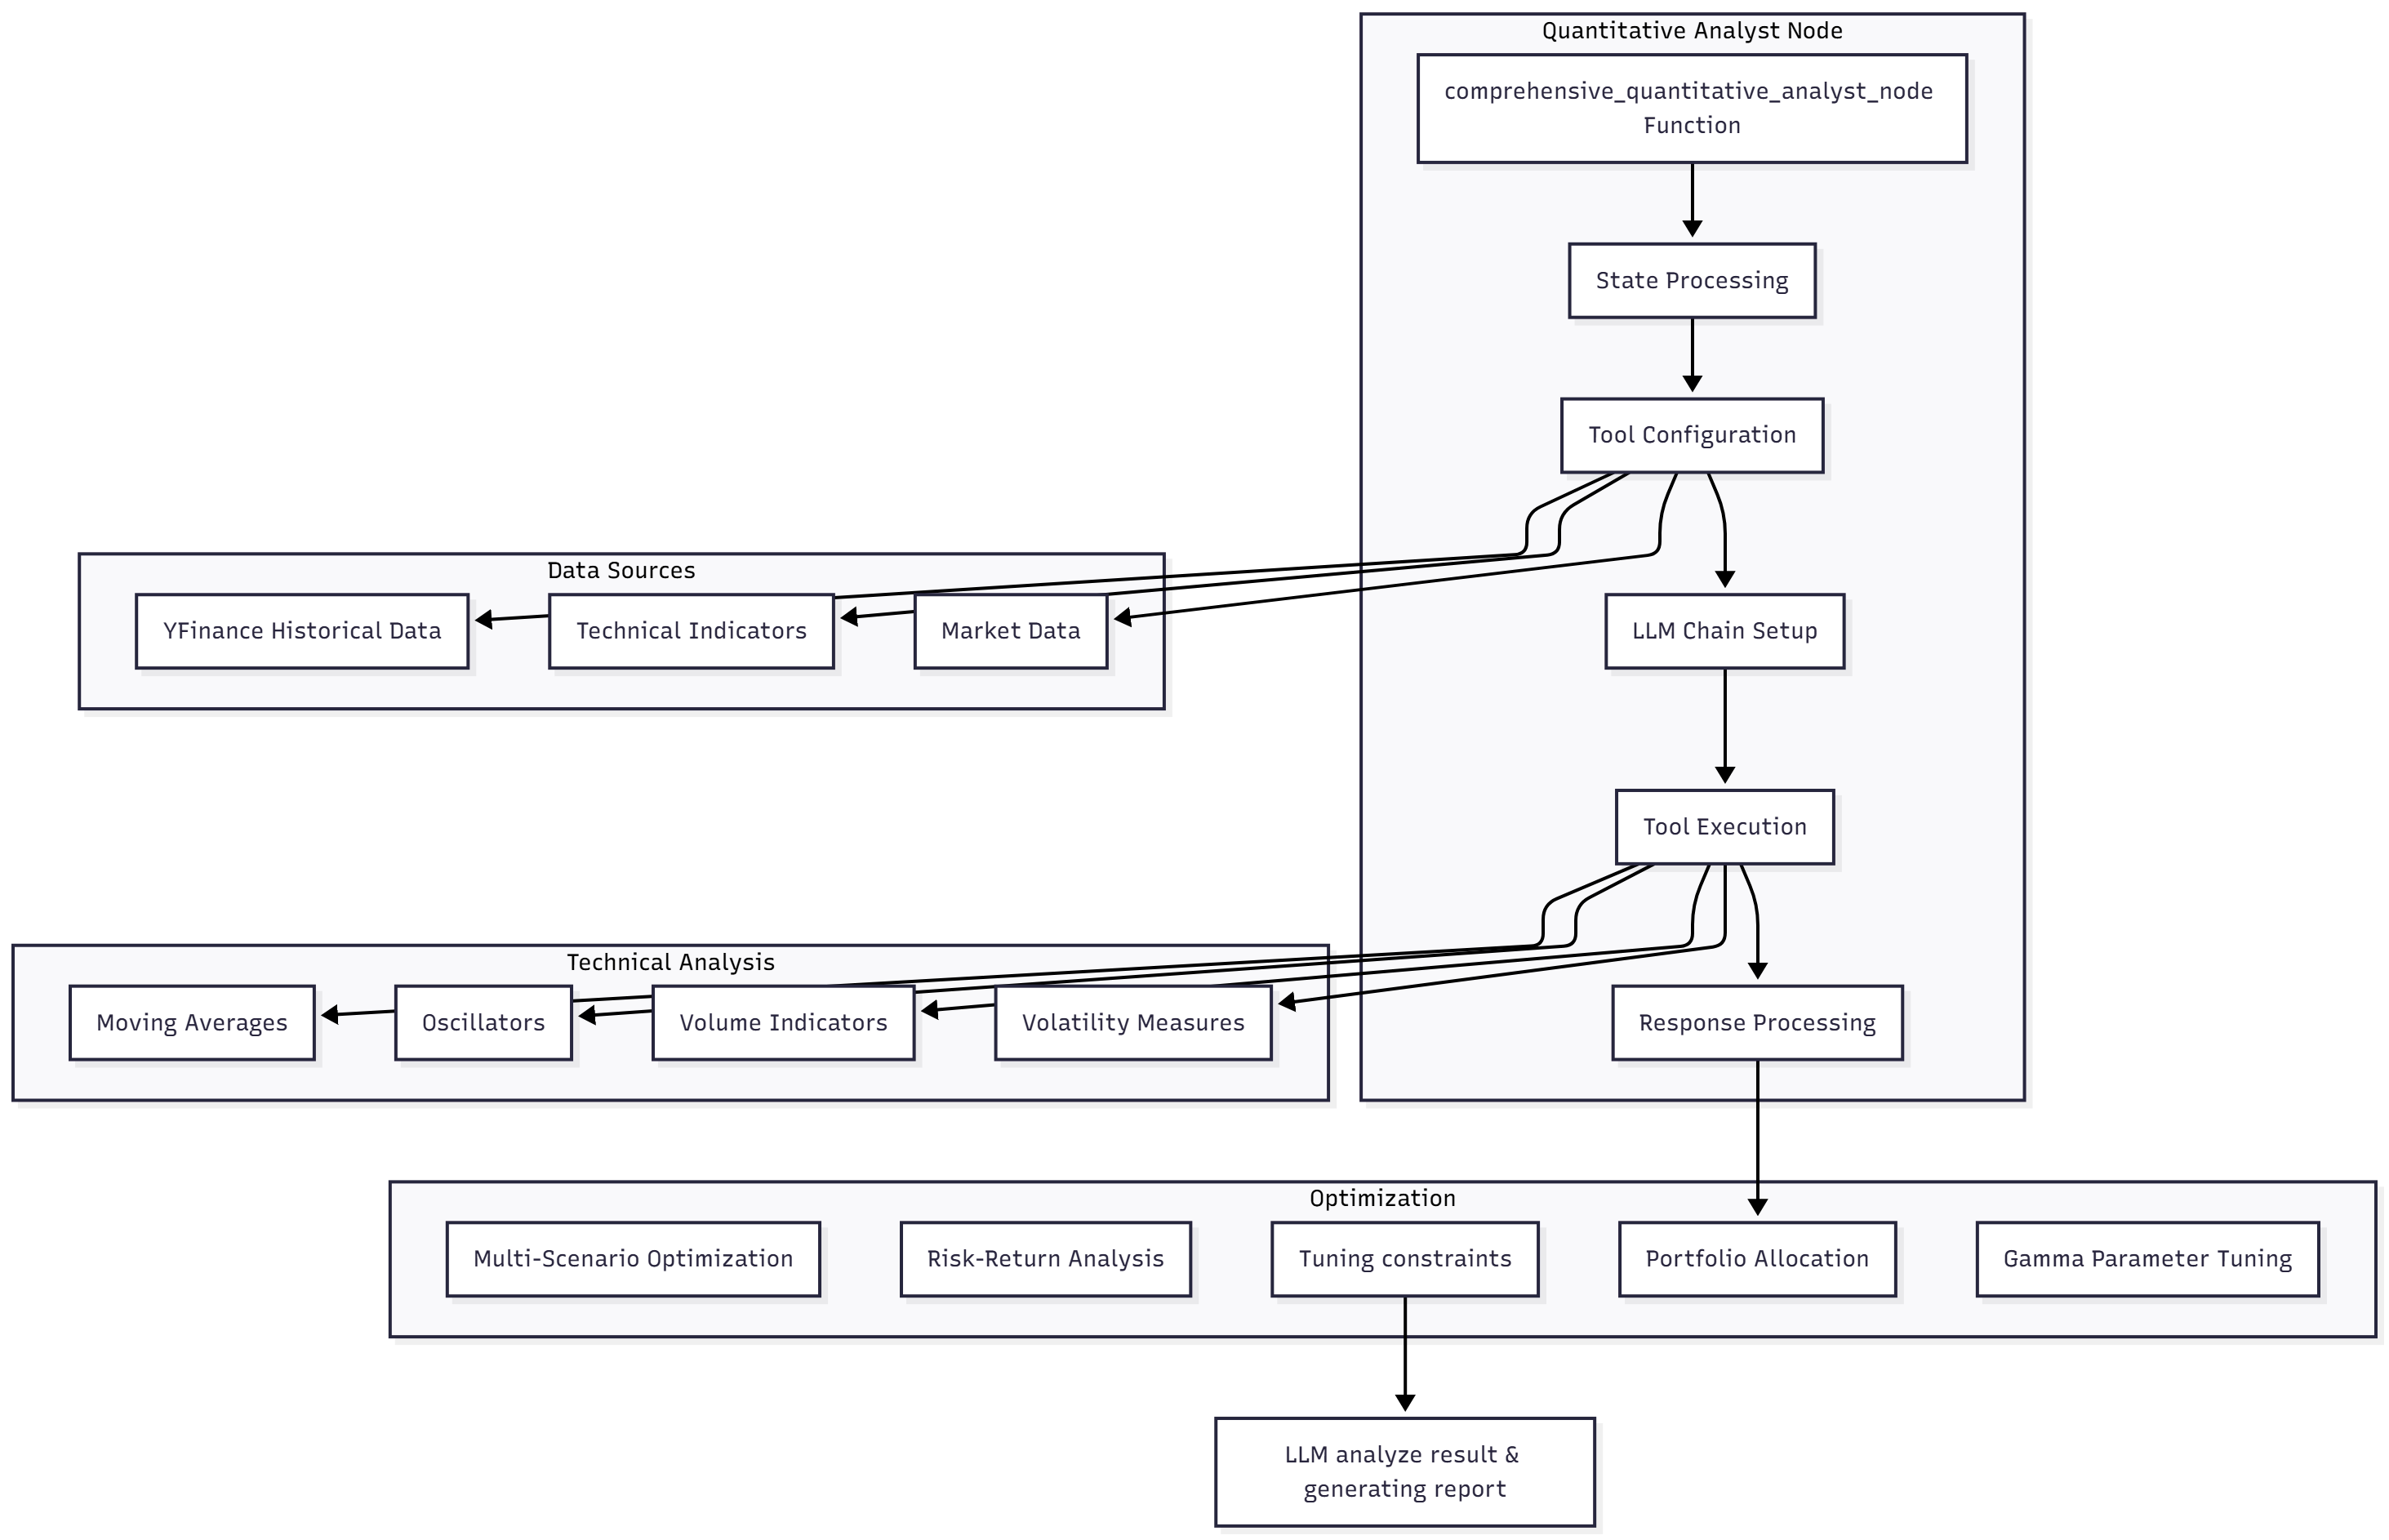 Quantitative Analyst Node
comprehensive_quantitative_analyst_node
Function
State Processing
Tool Configuration
Data Sources
YFinance Historical Data
Technical Indicators
Market Data
LLM Chain Setup
Tool Execution
Technical Analysis
Moving Averages
Oscillators
Volume Indicators
Volatility Measures
Response Processing
Optimization
Multi-Scenario Optimization
Risk-Return Analysis
Tuning constraints
Portfolio Allocation
Gamma Parameter Tuning
LLM analyze result &
generating report